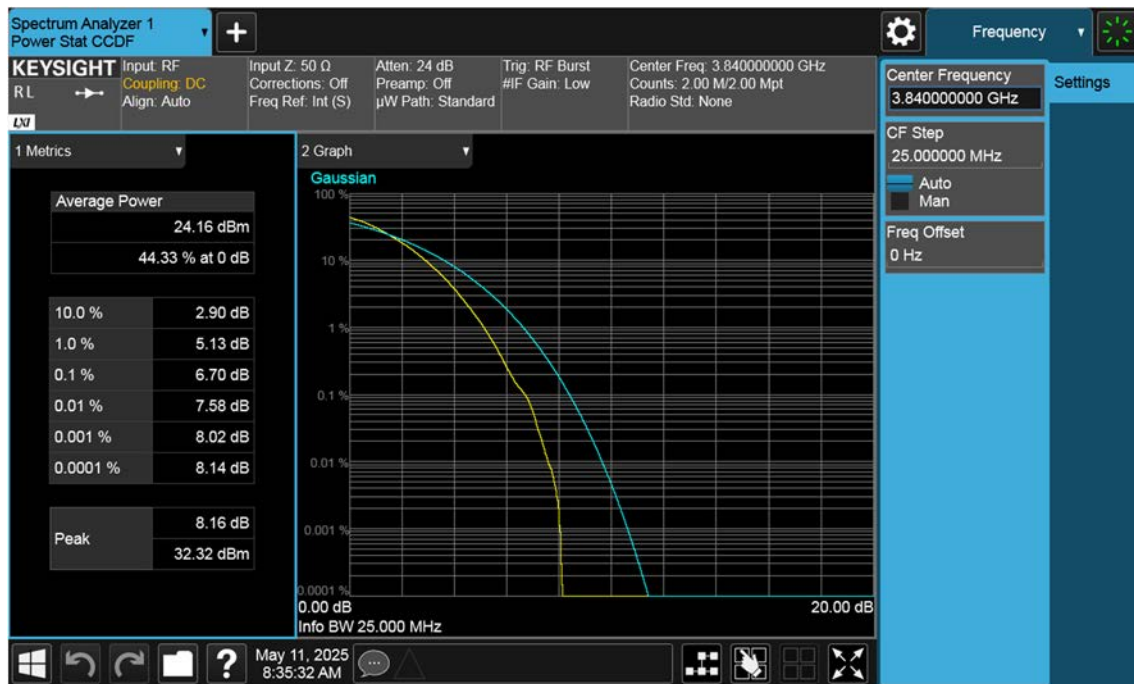 Spectrum Analyzer 1
Power Stat CCDF
Frequency
KEYSIGHT
RL
LXI
Input: RF
Coupling: DC
Align: Auto
Input Z: 50 Ω
Corrections: Off
Freq Ref: Int (S)
Atten: 24 dB
Preamp: Off
µW Path: Standard
Trig: RF Burst
#IF Gain: Low
Center Freq: 3.840000000 GHz
Counts: 2.00 M/2.00 Mpt
Radio Std: None
Center Frequency
3.840000000 GHz
Settings
CF Step
25.000000 MHz
Auto
Man
Freq Offset
0 Hz
1 Metrics
Average Power
24.16 dBm
44.33 % at 0 dB
10.0 % 2.90 dB
1.0 % 5.13 dB
0.1 % 6.70 dB
0.01 % 7.58 dB
0.001 % 8.02 dB
0.0001 % 8.14 dB
Peak
8.16 dB
32.32 dBm
2 Graph
Gaussian
100 %
10 %
1 %
0.1 %
0.01 %
0.001 %
0.0001 %
0.00 dB 20.00 dB
Info BW 25.000 MHz
?
May 11, 2025
8:35:32 AM